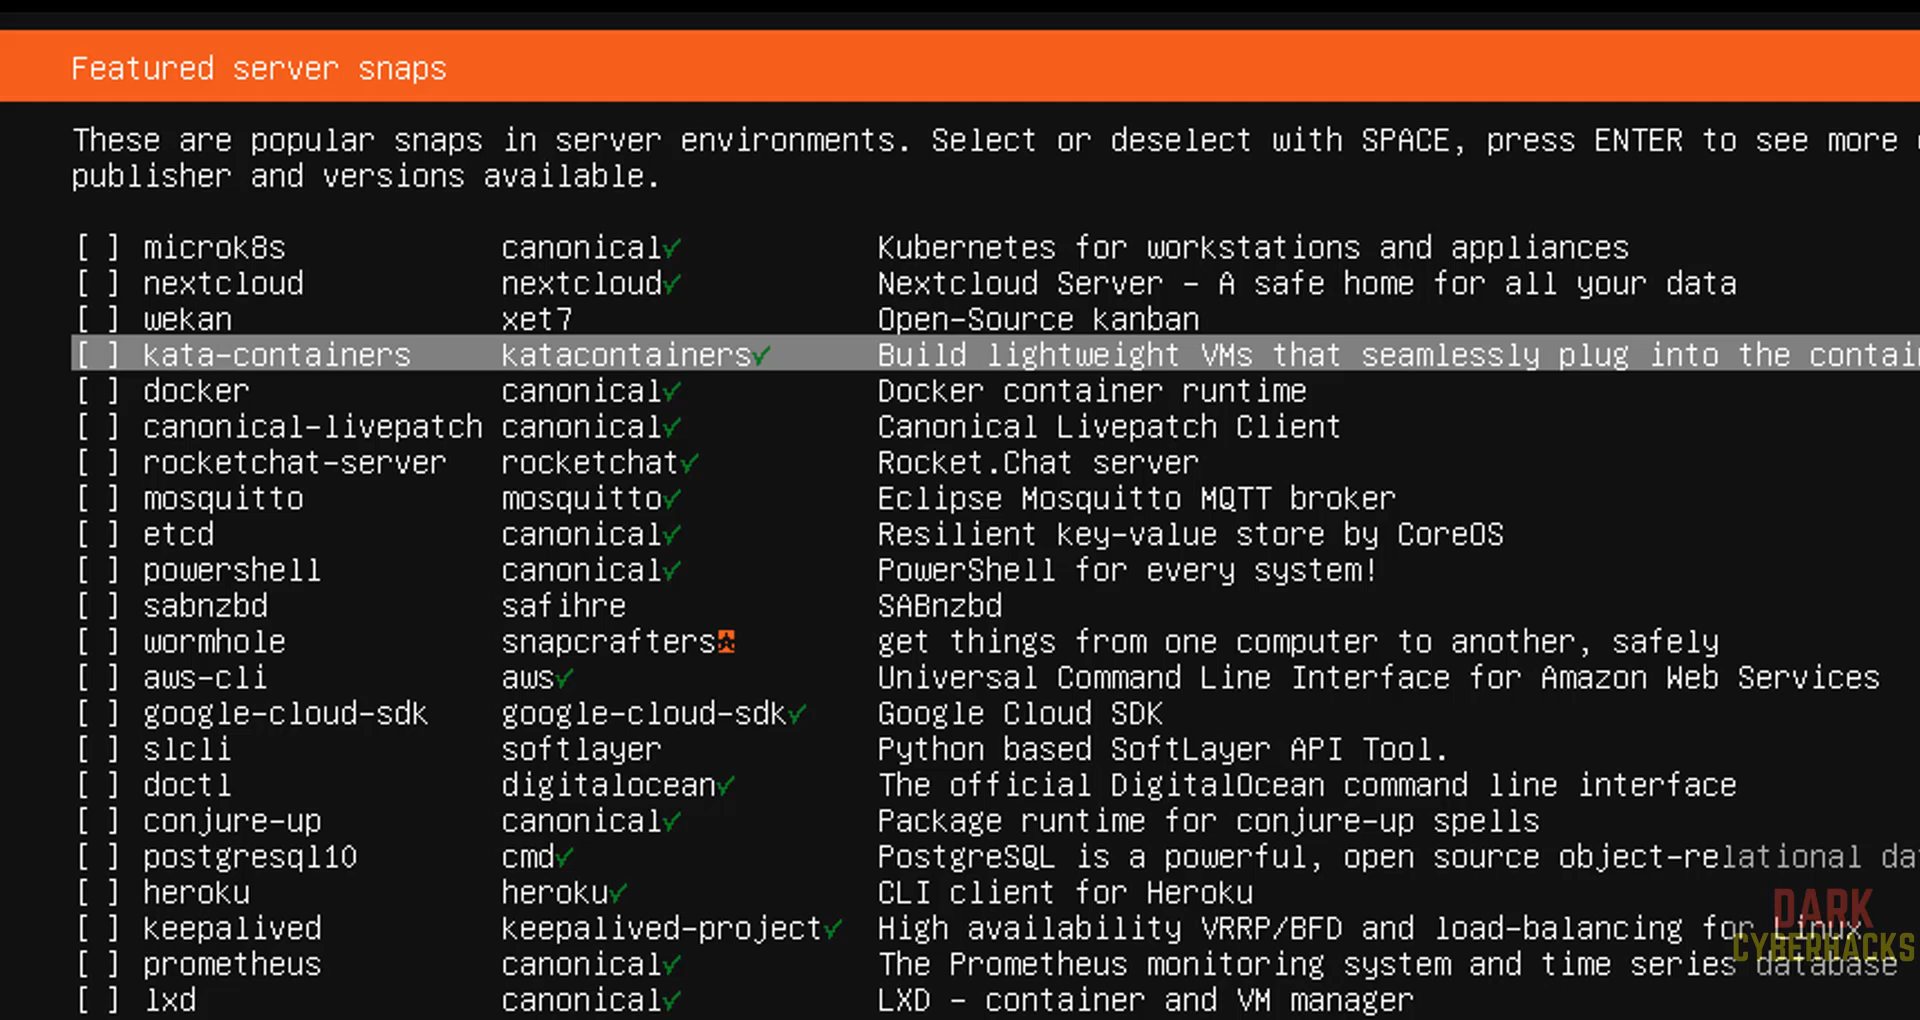 Featured server snaps
These are popular snaps in server environments. Select or deselect with SPACE, press ENTER to see more
publisher and versions available.
[ ] microk8s canonical✓ Kubernetes for workstations and appliances
[ ] nextcloud nextcloud✓ Nextcloud Server - A safe home for all your data
[ ] wekan xet7 Open-Source kanban
[ ] kata-containers katacontainers✓ Build lightweight VMs that seamlessly plug into the contain
[ ] docker canonical✓ Docker container runtime
[ ] canonical-livepatch canonical✓ Canonical Livepatch Client
[ ] rocketchat-server rocketchat✓ Rocket.Chat server
[ ] mosquitto mosquitto✓ Eclipse Mosquitto MQTT broker
[ ] etcd canonical✓ Resilient key-value store by CoreOS
[ ] powershell canonical✓ PowerShell for every system!
[ ] sabnzbd safihre SABnzbd
[ ] wormhole snapcrafters get things from one computer to another, safely
[ ] aws-cli aws✓ Universal Command Line Interface for Amazon Web Services
[ ] google-cloud-sdk google-cloud-sdk✓ Google Cloud SDK
[ ] slcli softlayer Python based SoftLayer API Tool.
[ ] doctl digitalocean✓ The official DigitalOcean command line interface
[ ] conjure-up canonical✓ Package runtime for conjure-up spells
[ ] postgresql10 cmd✓ PostgreSQL is a powerful, open source object-relational da
[ ] heroku heroku✓ CLI client for Heroku
[ ] keepalived keepalived-project✓ High availability VRRP/BFD and load-balancing for Linux
[ ] prometheus canonical✓ The Prometheus monitoring system and time series database
[ ] lxd canonical✓ LXD - container and VM manager
DARK
CYBERHACKS